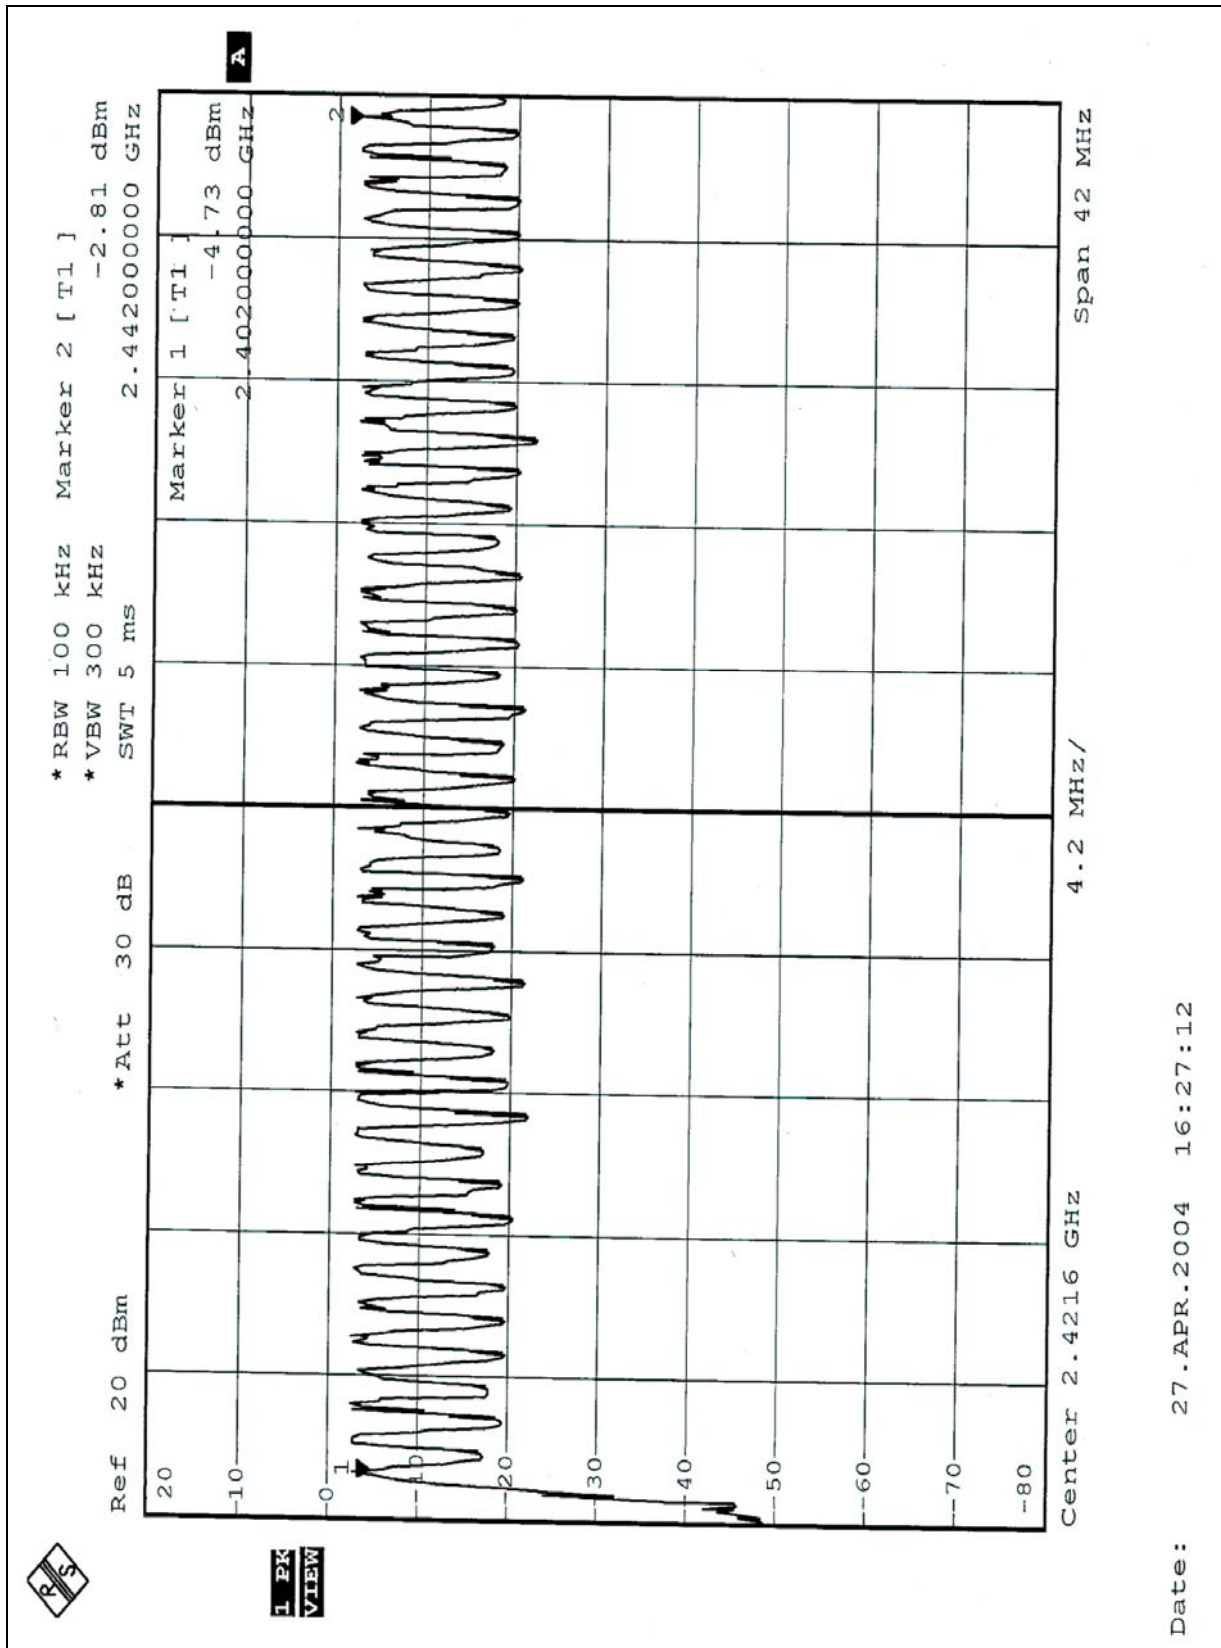 R S
*RBW 100 kHz Marker 2 [T1 ]
*VBW 300 kHz -2.81 dBm
Ref 20 dBm *Att 30 dB SWT 5 ms 2.442000000 GHz
20
Marker 1 [T1 ]
-4.73 dBm
10
2.402000000 GHz
A
1 PK
VIEW
0
1
2
-10
-20
-30
-40
-50
-60
-70
-80
Center 2.4216 GHz 4.2 MHz/ Span 42 MHz
Date: 27.APR.2004 16:27:12